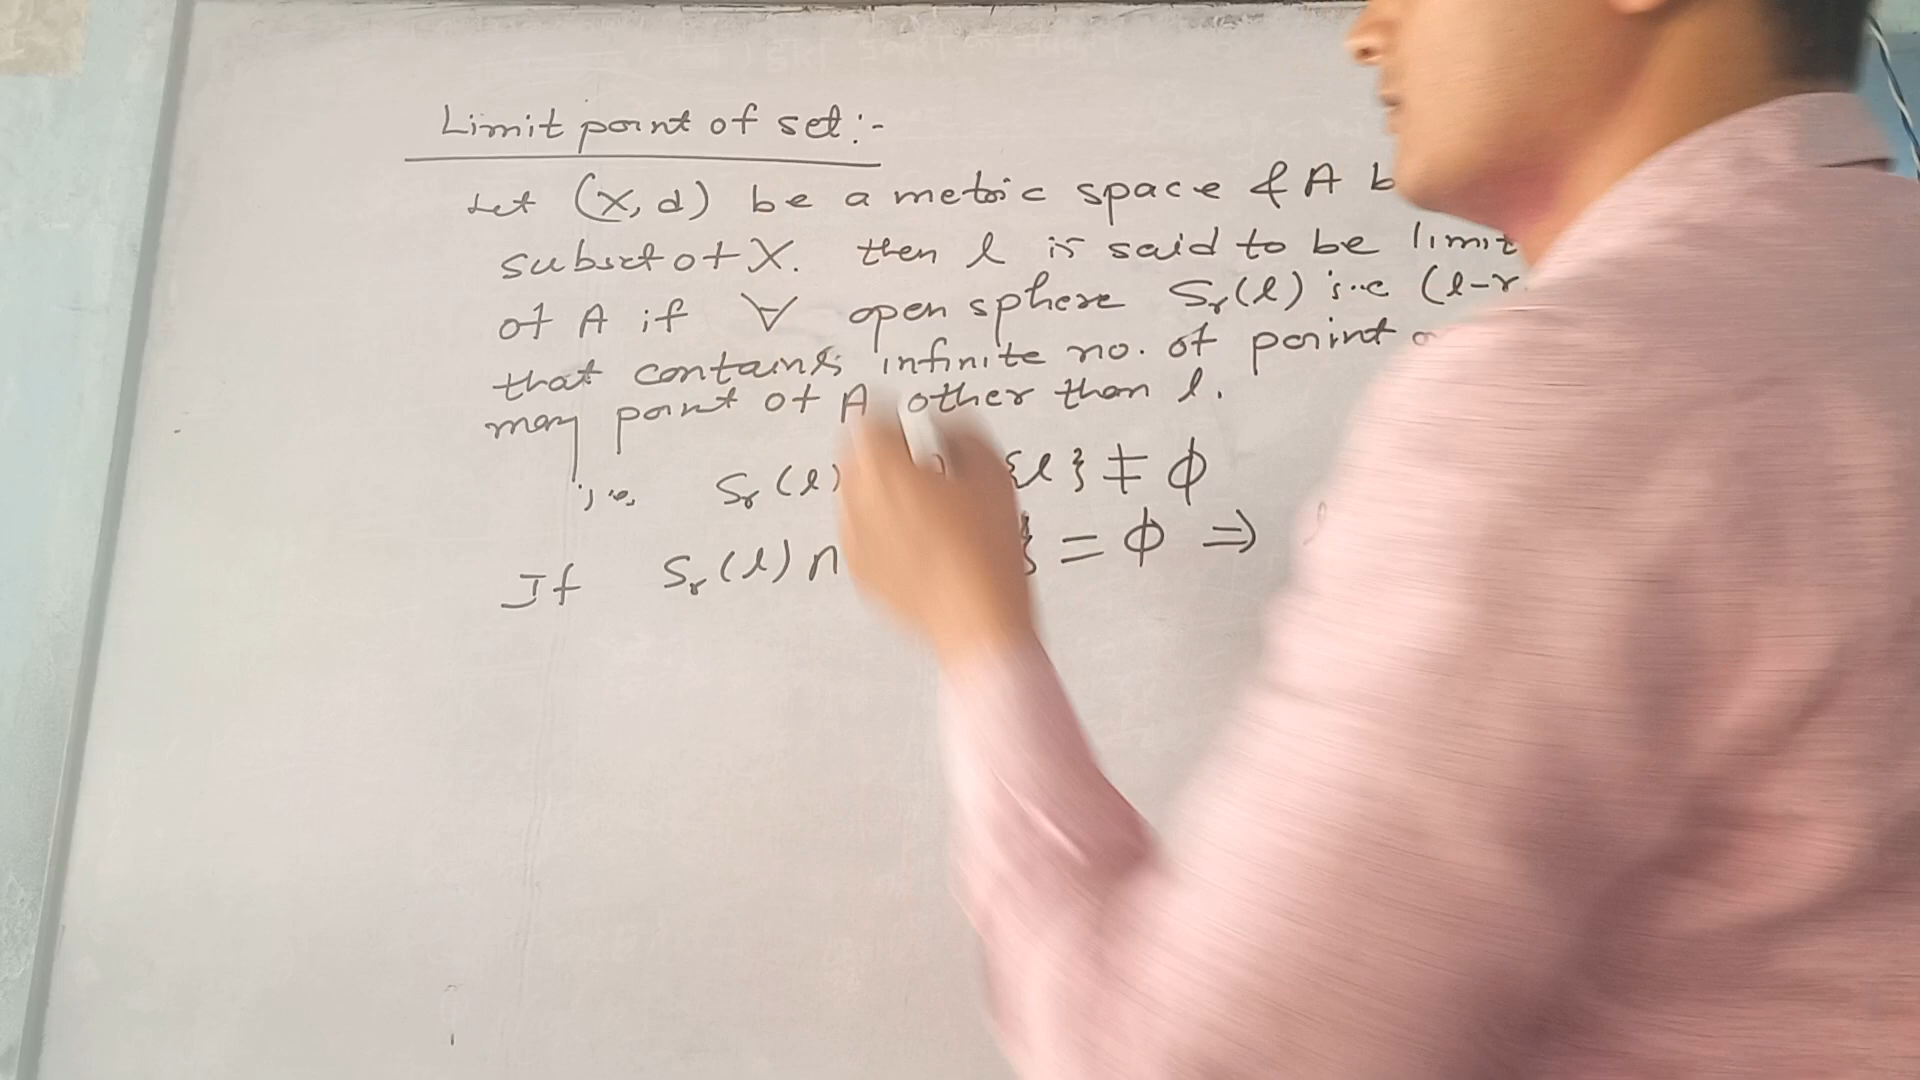 Limit point of set :-
Let (X, d) be a metric space & A b
subset of X. then l is said to be limit
of A if ∀ open sphere Sᵣ(l) i.e (l-r
that contains infinite no. of point
many point of A other than l.
i.e. Sᵣ(l) {l} ≠ ϕ
If Sᵣ(l) ∩ } = ϕ ⇒